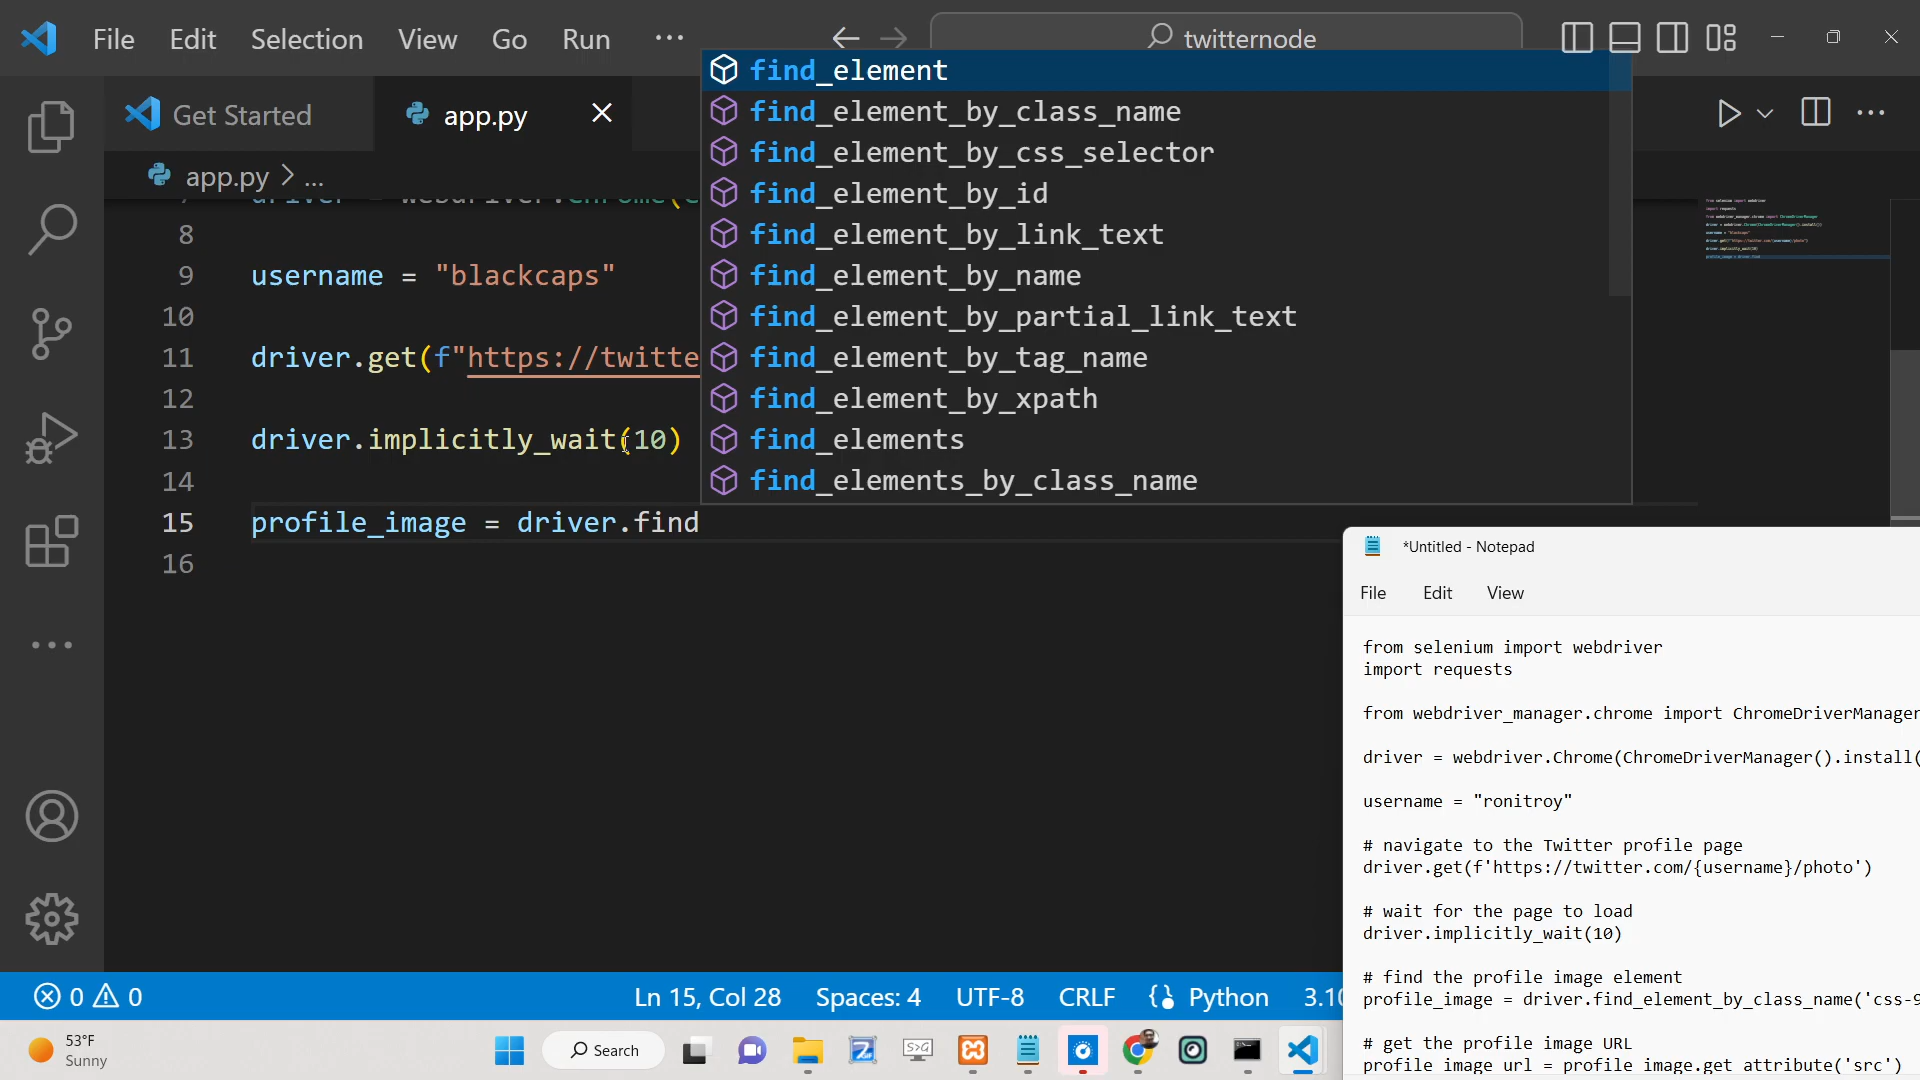 File Edit Selection View Go Run ···
twitternode
Get Started
app.py
app.py > ...
8
9 username = "blackcaps"
10
11 driver.get(f"https://twitte
12
13 driver.implicitly_wait(10)
14
15 profile_image = driver.find
16
find_element
find_element_by_class_name
find_element_by_css_selector
find_element_by_id
find_element_by_link_text
find_element_by_name
find_element_by_partial_link_text
find_element_by_tag_name
find_element_by_xpath
find_elements
find_elements_by_class_name
*Untitled - Notepad
File Edit View
from selenium import webdriver
import requests
from webdriver_manager.chrome import ChromeDriverManager
driver = webdriver.Chrome(ChromeDriverManager().install(
username = "ronitroy"
# navigate to the Twitter profile page
driver.get(f'https://twitter.com/{username}/photo')
# wait for the page to load
driver.implicitly_wait(10)
# find the profile image element
profile_image = driver.find_element_by_class_name('css-9
# get the profile image URL
profile_image_url = profile_image.get_attribute('src')
0 0 Ln 15, Col 28 Spaces: 4 UTF-8 CRLF Python 3.10
53°F
Sunny
Search